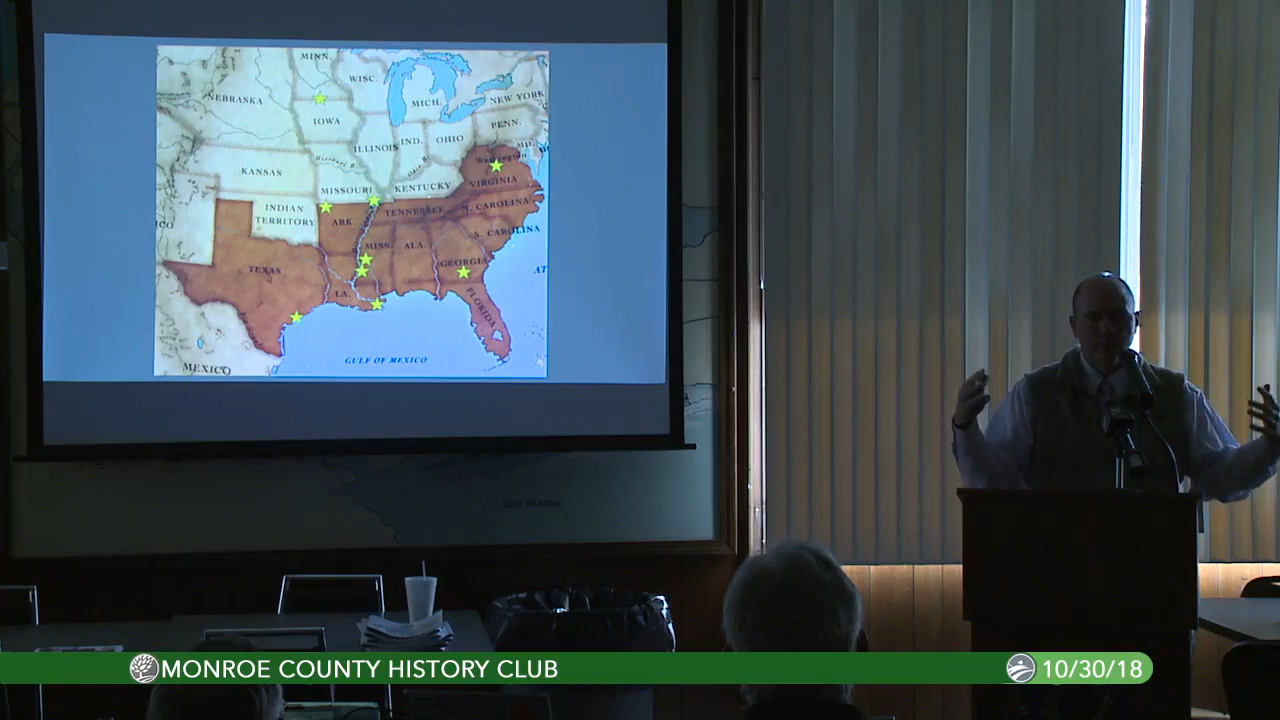 MINN.
WISC.
NEBRASKA
MICH.
NEW YORK
IOWA
PENN.
ILLINOIS
IND.
OHIO
MD.
Washington
KANSAS
MISSOURI
KENTUCKY
VIRGINIA
INDIAN
TERRITORY
ARK.
TENNESSEE
N. CAROLINA
S. CAROLINA
MISS.
ALA.
GEORGIA
TEXAS
LA.
FLORIDA
GULF OF MEXICO
MEXICO
MONROE COUNTY HISTORY CLUB
10/30/18